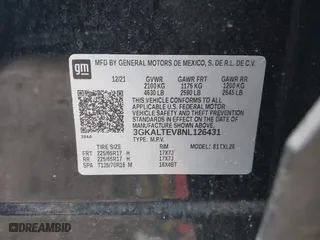 gm
MFD BY GENERAL MOTORS DE MEXICO, S. DE R.L. DE C.V.
12/21 GVWR GAWR FRT GAWR RR
2100 KG 1175 KG 1200 KG
4630 LB 2590 LB 2645 LB
THIS VEHICLE CONFORMS TO ALL APPLICABLE
U.S. FEDERAL MOTOR VEHICLE
SAFETY, BUMPER, AND THEFT PREVENTION
STANDARDS IN EFFECT ON THE DATE OF
MANUFACTURE SHOWN ABOVE.
3GKALTEV8NL126431
TYPE: M.P.V.
TIRE SIZE RIM MODEL:
FRT 225/65R17 H 17X7J
RR 225/65R17 H 17X7J
SPA T135/70R16 M 16X4BT